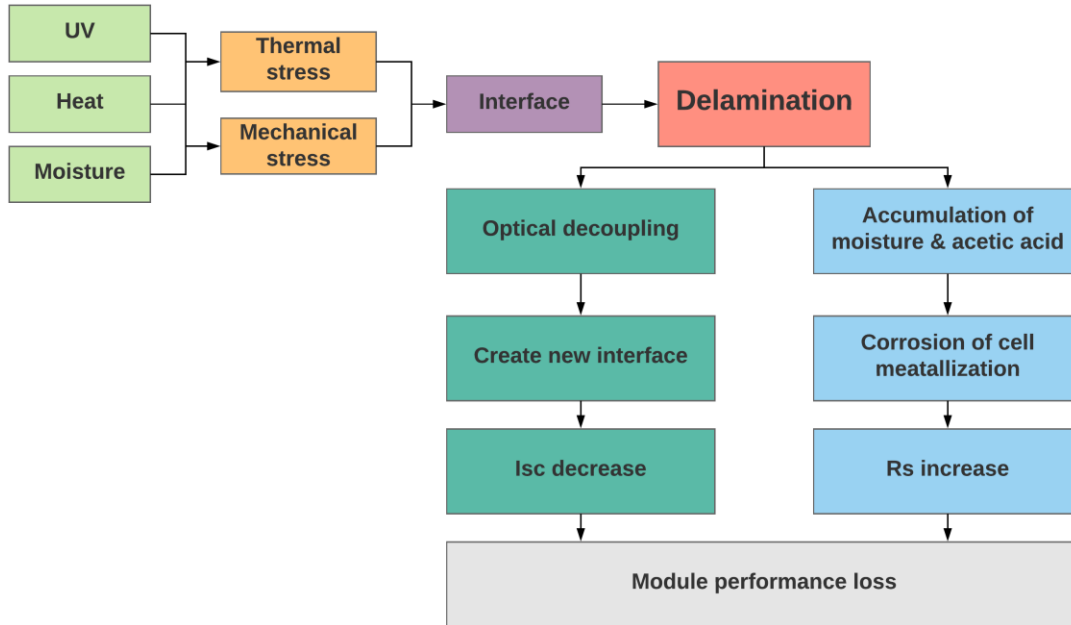 UV
Heat
Moisture
Thermal
stress
Mechanical
stress
Interface
Delamination
Optical decoupling
Create new interface
Isc decrease
Accumulation of
moisture & acetic acid
Corrosion of cell
meatallization
Rs increase
Module performance loss